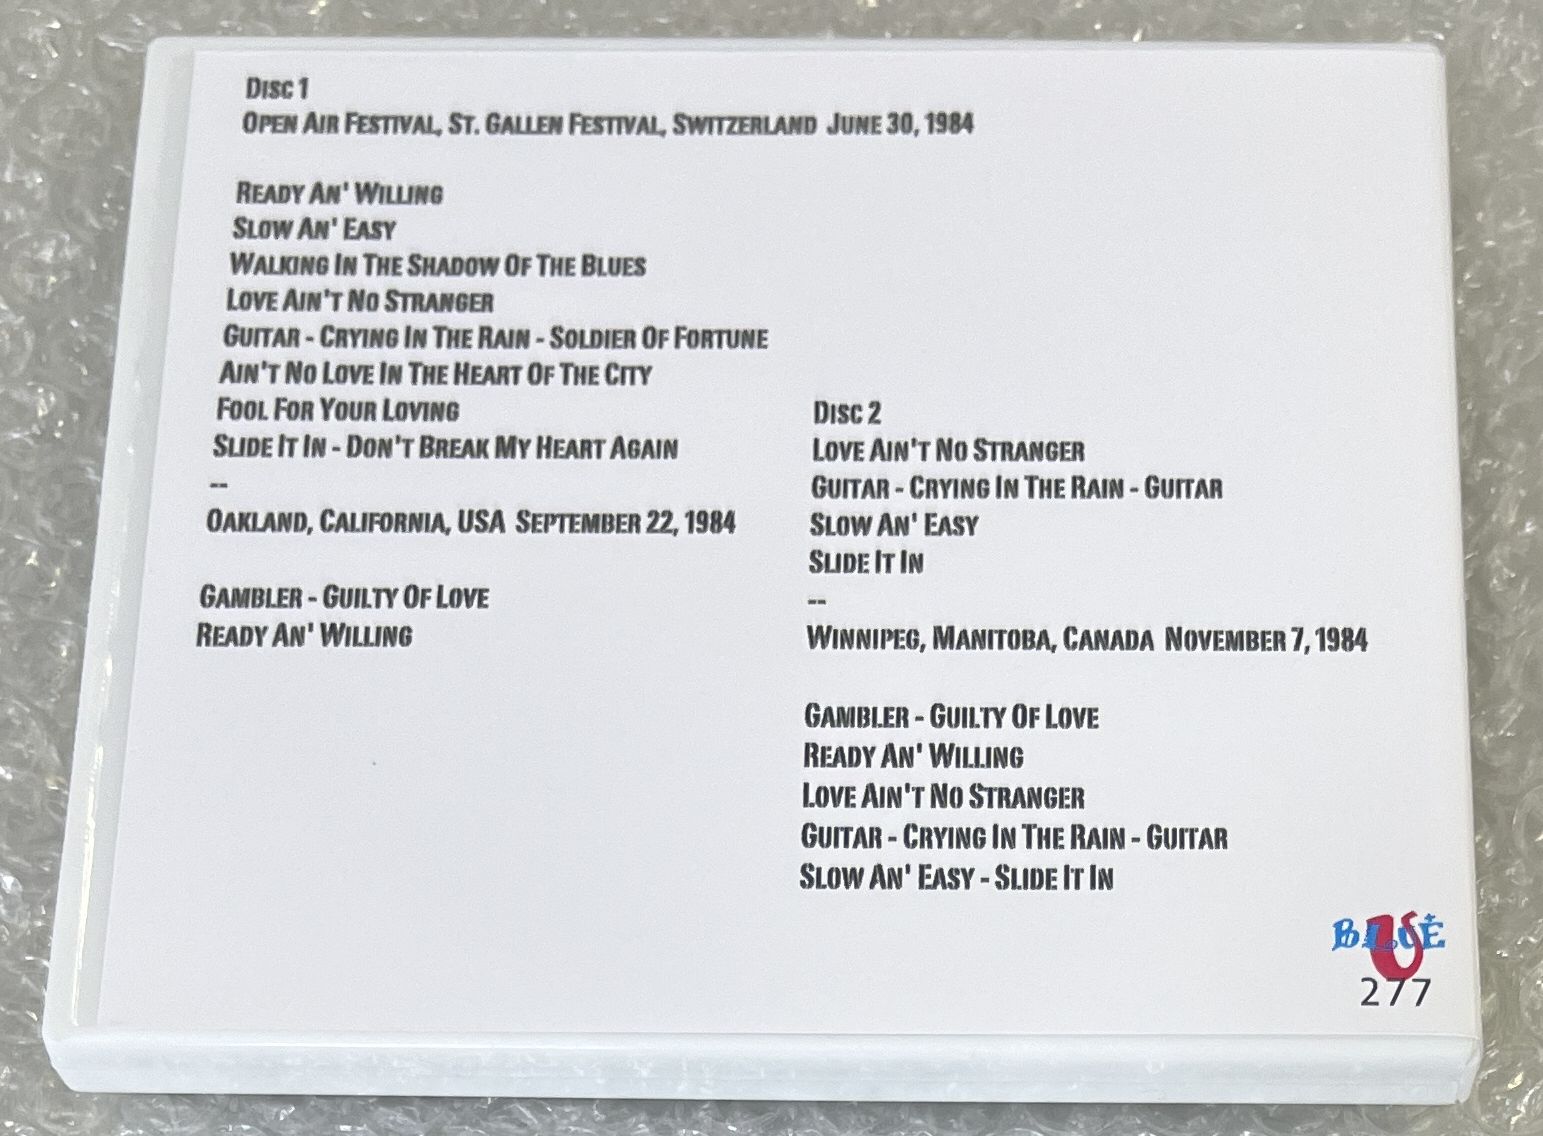 Disc 1
Open Air Festival, St. Gallen Festival, Switzerland June 30, 1984
Ready An' Willing
Slow An' Easy
Walking In The Shadow Of The Blues
Love Ain't No Stranger
Guitar - Crying In The Rain - Soldier Of Fortune
Ain't No Love In The Heart Of The City
Fool For Your Loving
Slide It In - Don't Break My Heart Again
--
Oakland, California, USA September 22, 1984
Gambler - Guilty Of Love
Ready An' Willing
Disc 2
Love Ain't No Stranger
Guitar - Crying In The Rain - Guitar
Slow An' Easy
Slide It In
--
Winnipeg, Manitoba, Canada November 7, 1984
Gambler - Guilty Of Love
Ready An' Willing
Love Ain't No Stranger
Guitar - Crying In The Rain - Guitar
Slow An' Easy - Slide It In
BLUE
277